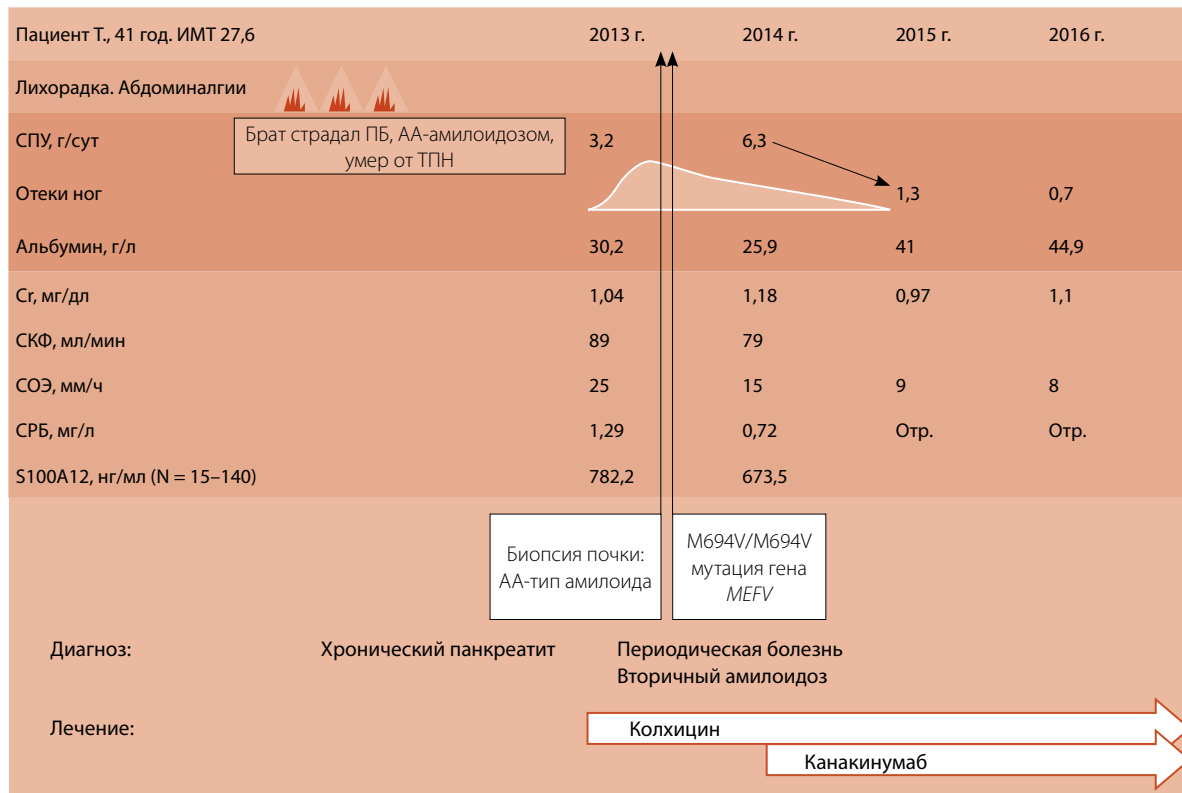 Пациент Т., 41 год. ИМТ 27,6 2013 г. 2014 г. 2015 г. 2016 г.
Лихорадка. Абдоминалгии
Брат страдал ПБ, АА-амилоидозом,
умер от ТПН
СПУ, г/сут 3,2 6,3
Отеки ног 1,3 0,7
Альбумин, г/л 30,2 25,9 41 44,9
Cr, мг/дл 1,04 1,18 0,97 1,1
СКФ, мл/мин 89 79
СОЭ, мм/ч 25 15 9 8
СРБ, мг/л 1,29 0,72 Отр. Отр.
S100A12, нг/мл (N = 15–140) 782,2 673,5
Биопсия почки:
АА-тип амилоида
M694V/M694V
мутация гена
MEFV
Диагноз: Хронический панкреатит Периодическая болезнь
Вторичный амилоидоз
Лечение: Колхицин
Канакинумаб